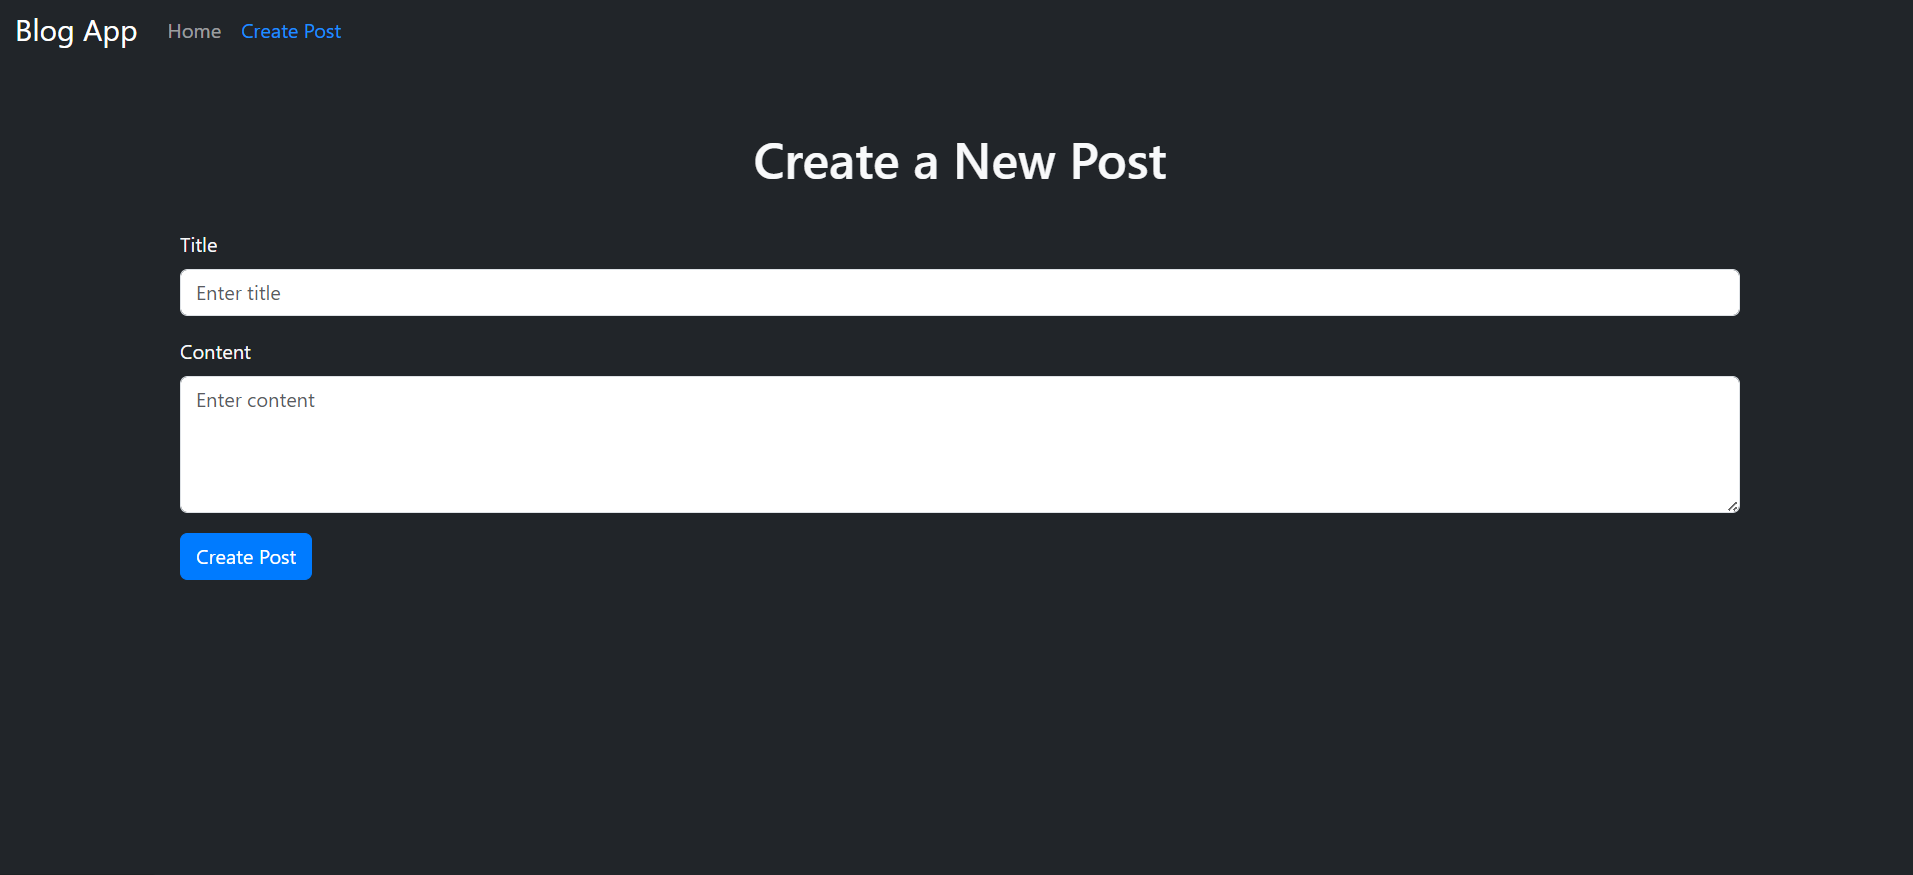 Blog App Home Create Post
Create a New Post
Title
Enter title
Content
Enter content
Create Post